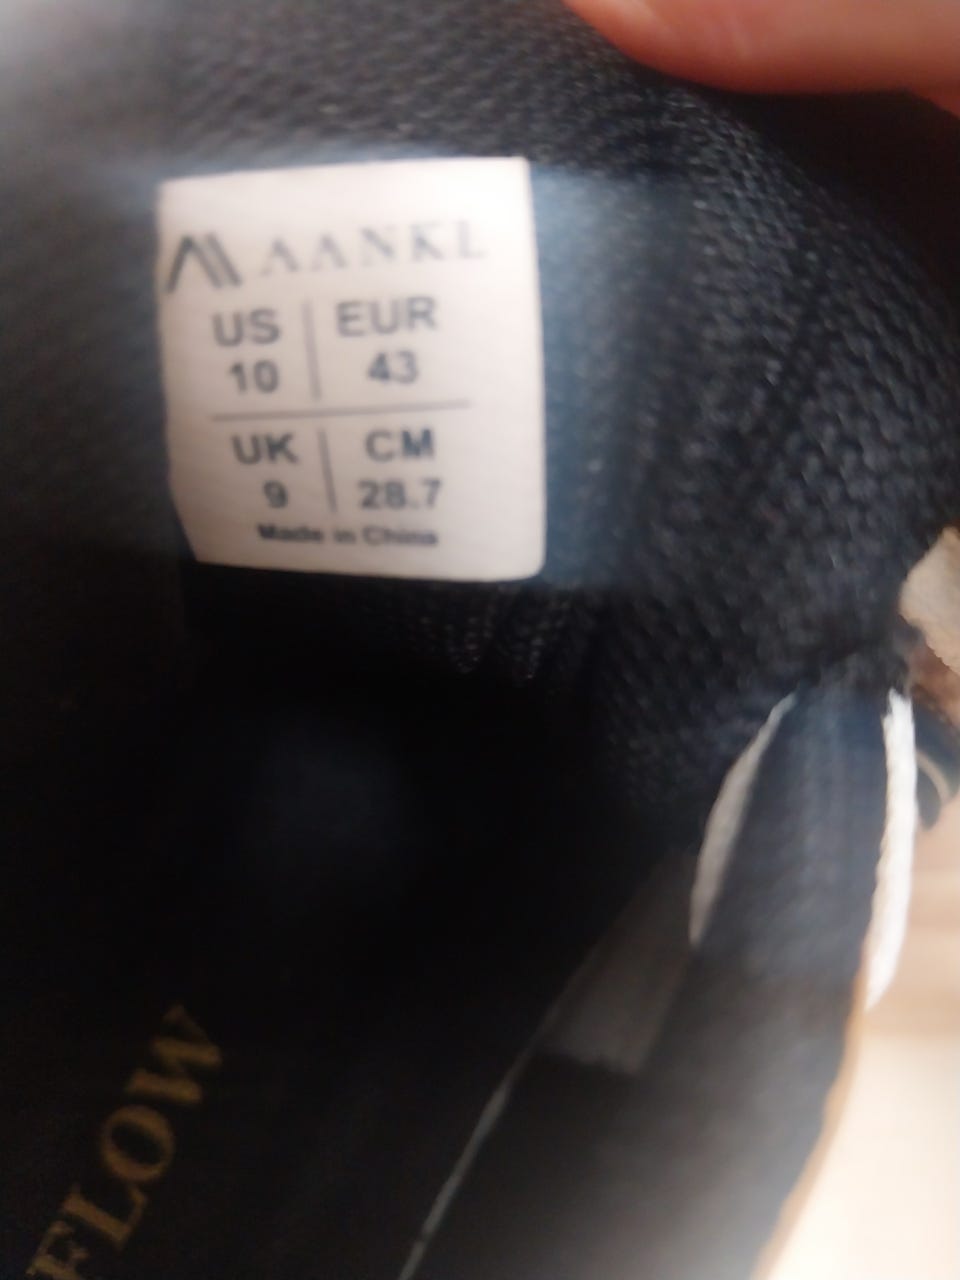 AANKL
US EUR
10 43
UK CM
9 28.7
Made in China
FLOW